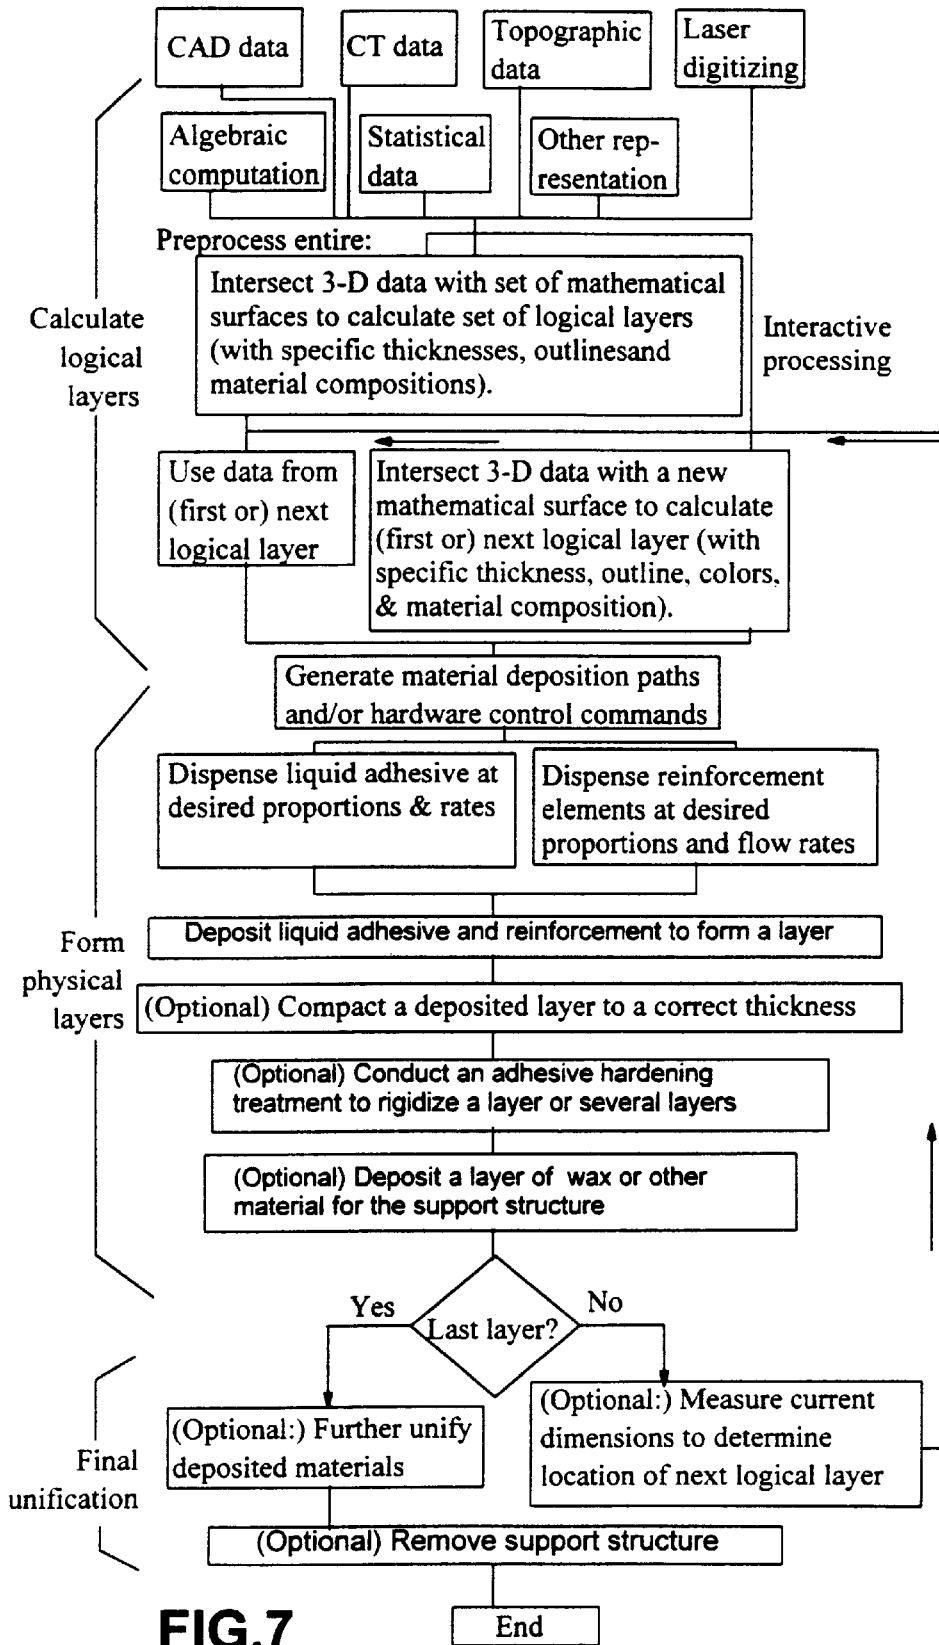 CAD data
CT data
Topographic
data
Laser
digitizing
Algebraic
computation
Statistical
data
Other rep-
resentation
Preprocess entire:
Intersect 3-D data with set of mathematical
surfaces to calculate set of logical layers
(with specific thicknesses, outlinesand
material compositions).
Calculate
logical
layers
Interactive
processing
Use data from
(first or) next
logical layer
Intersect 3-D data with a new
mathematical surface to calculate
(first or) next logical layer (with
specific thickness, outline, colors,
& material composition).
Generate material deposition paths
and/or hardware control commands
Dispense liquid adhesive at
desired proportions & rates
Dispense reinforcement
elements at desired
proportions and flow rates
Deposit liquid adhesive and reinforcement to form a layer
Form
physical
layers
(Optional) Compact a deposited layer to a correct thickness
(Optional) Conduct an adhesive hardening
treatment to rigidize a layer or several layers
(Optional) Deposit a layer of wax or other
material for the support structure
Yes
No
Last layer?
(Optional:) Further unify
deposited materials
(Optional:) Measure current
dimensions to determine
location of next logical layer
Final
unification
(Optional) Remove support structure
End
FIG.7